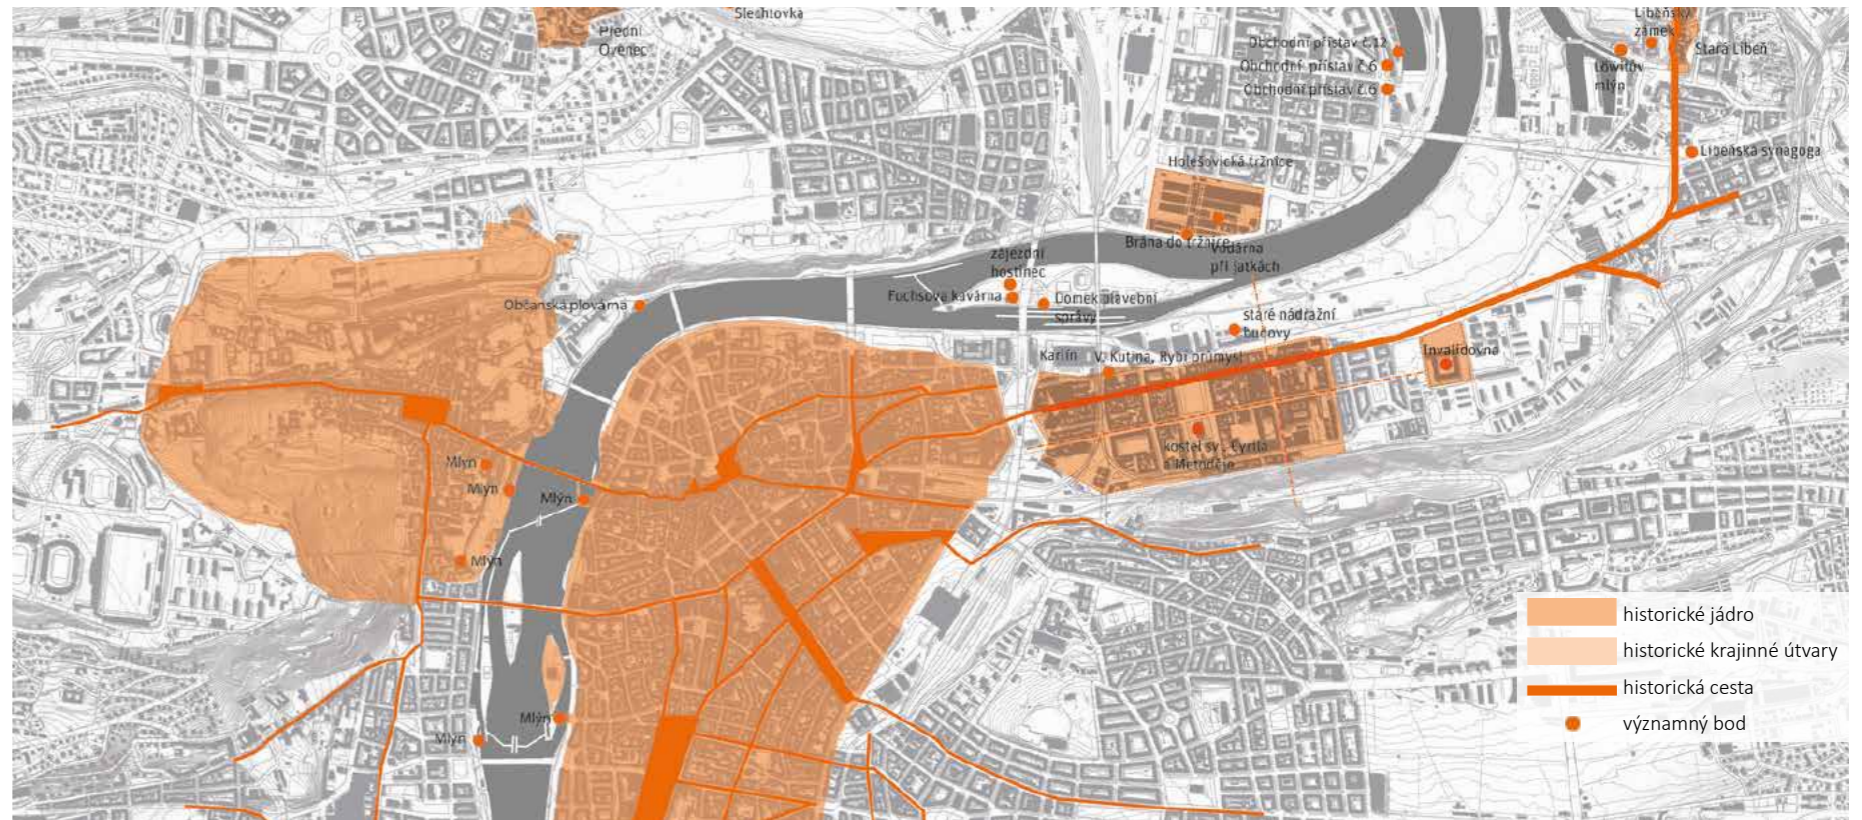 Šlechtovka
Přední
Ovenec
Obchodní přístav č.12
Obchodní přístav č.6
Obchodní přístav č.6
Libeňský
zámek
Stará Libeň
Löwitův
mlýn
Libeňská synagoga
Holešovická tržnice
Brána do tržnice
Vodárna
při jatkách
zájezdní
hostinec
Fuchsova kavárna
Domek plavební
správy
Občanská plovárna
staré nádražní
budovy
Karlín
V. Kutina, Rybí průmysl
Invalidovna
kostel sv. Cyrila
a Metoděje
Mlýn
Mlýn
Mlýn
Mlýn
Mlýn
Mlýn
historické jádro
historické krajinné útvary
historická cesta
významný bod